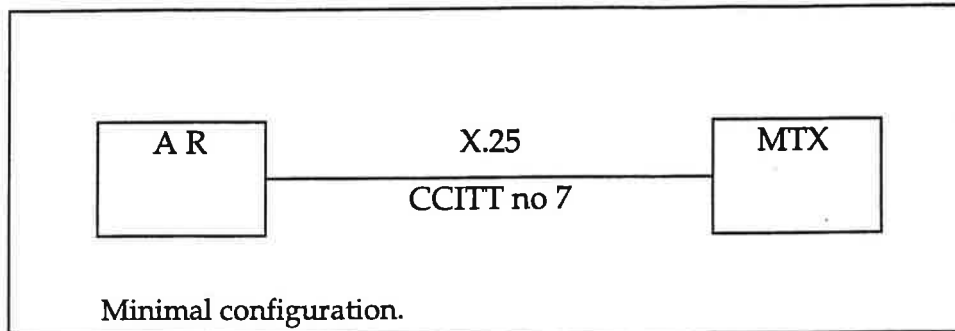 A R
X.25
MTX
CCITT no 7
Minimal configuration.